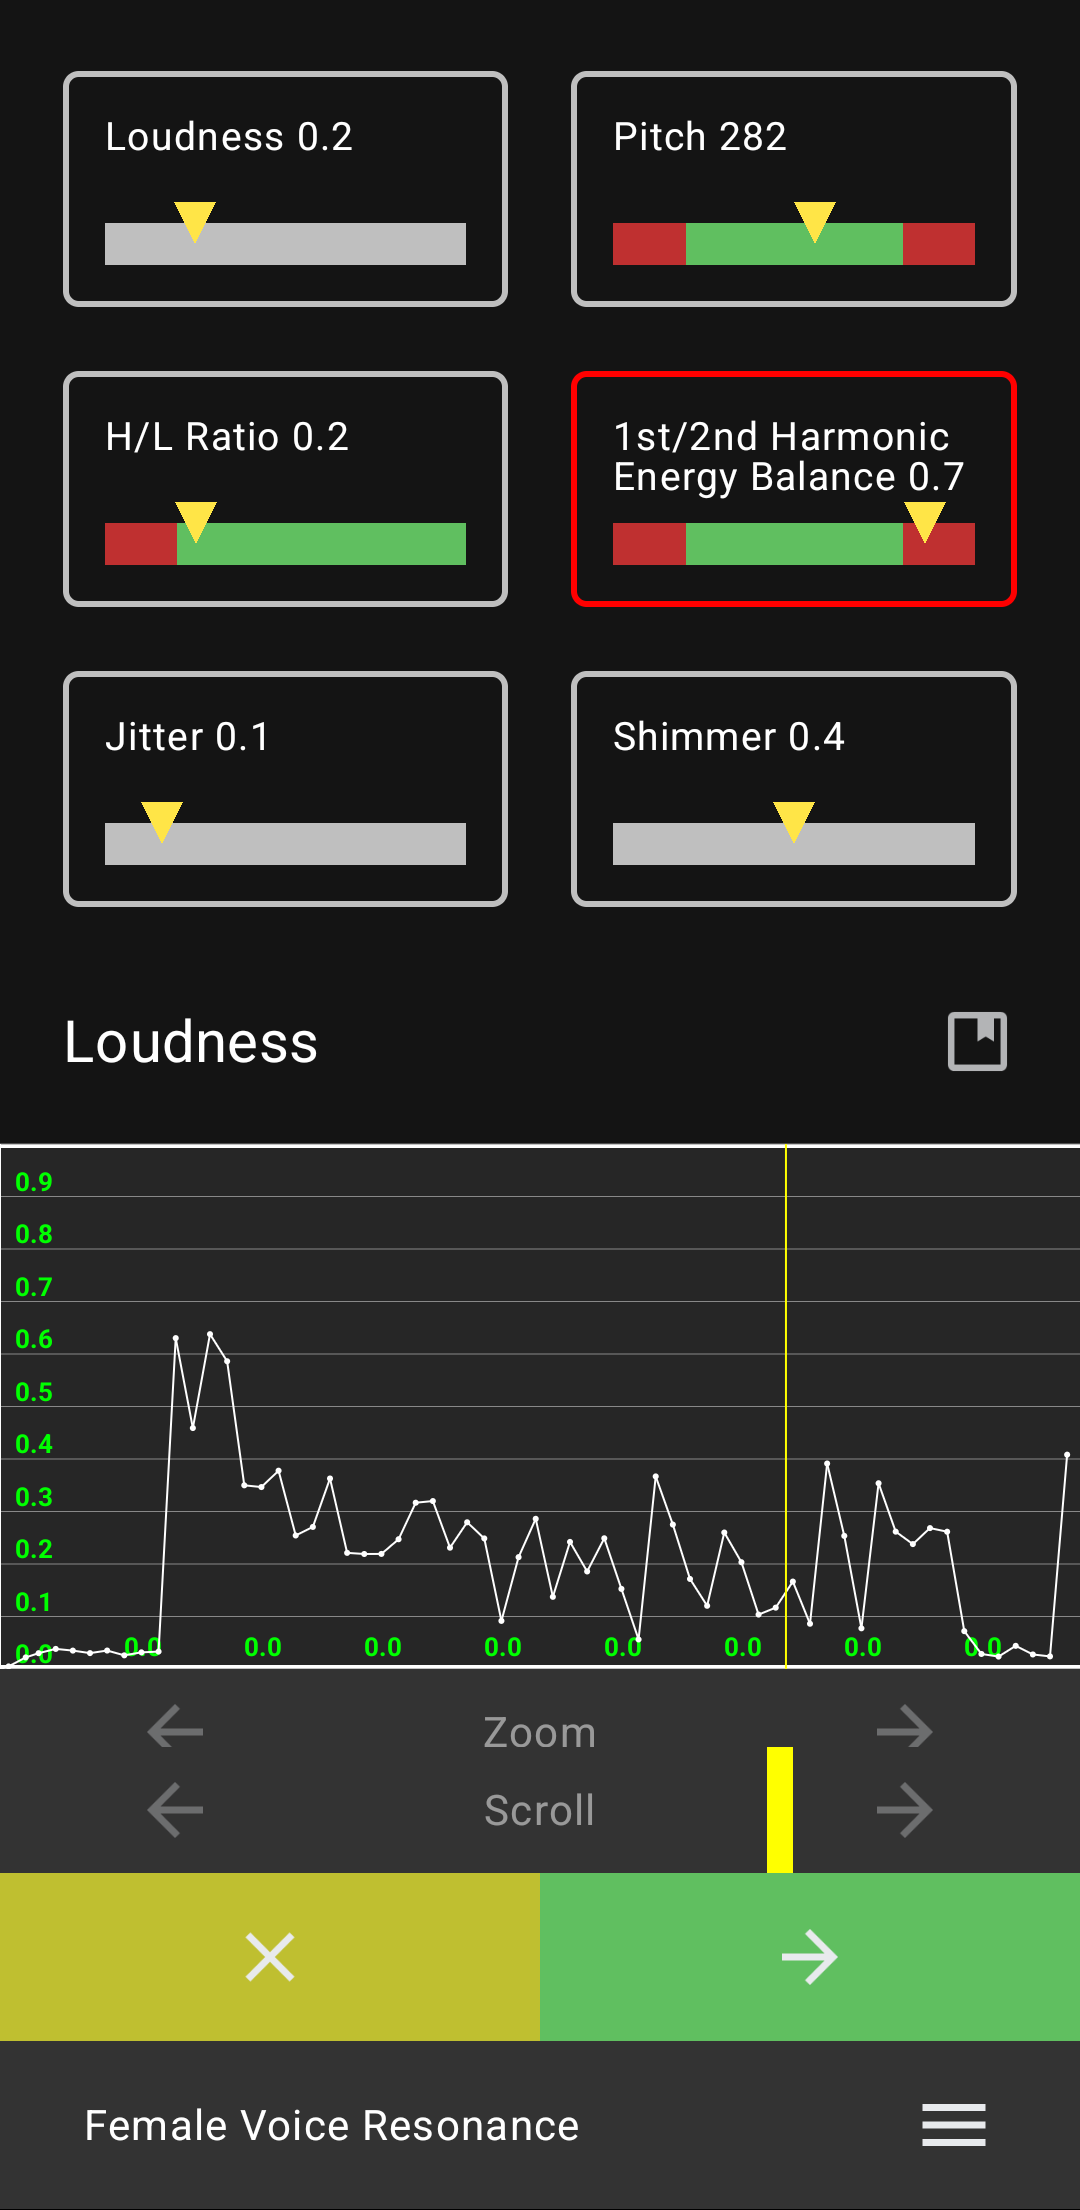 Loudness 0.2
Pitch 282
H/L Ratio 0.2
1st/2nd Harmonic
Energy Balance 0.7
Jitter 0.1
Shimmer 0.4
Loudness
0.9
0.8
0.7
0.6
0.5
0.4
0.3
0.2
0.1
0.0 0.0 0.0 0.0 0.0 0.0 0.0 0.0 0.0
Zoom
Scroll
Female Voice Resonance